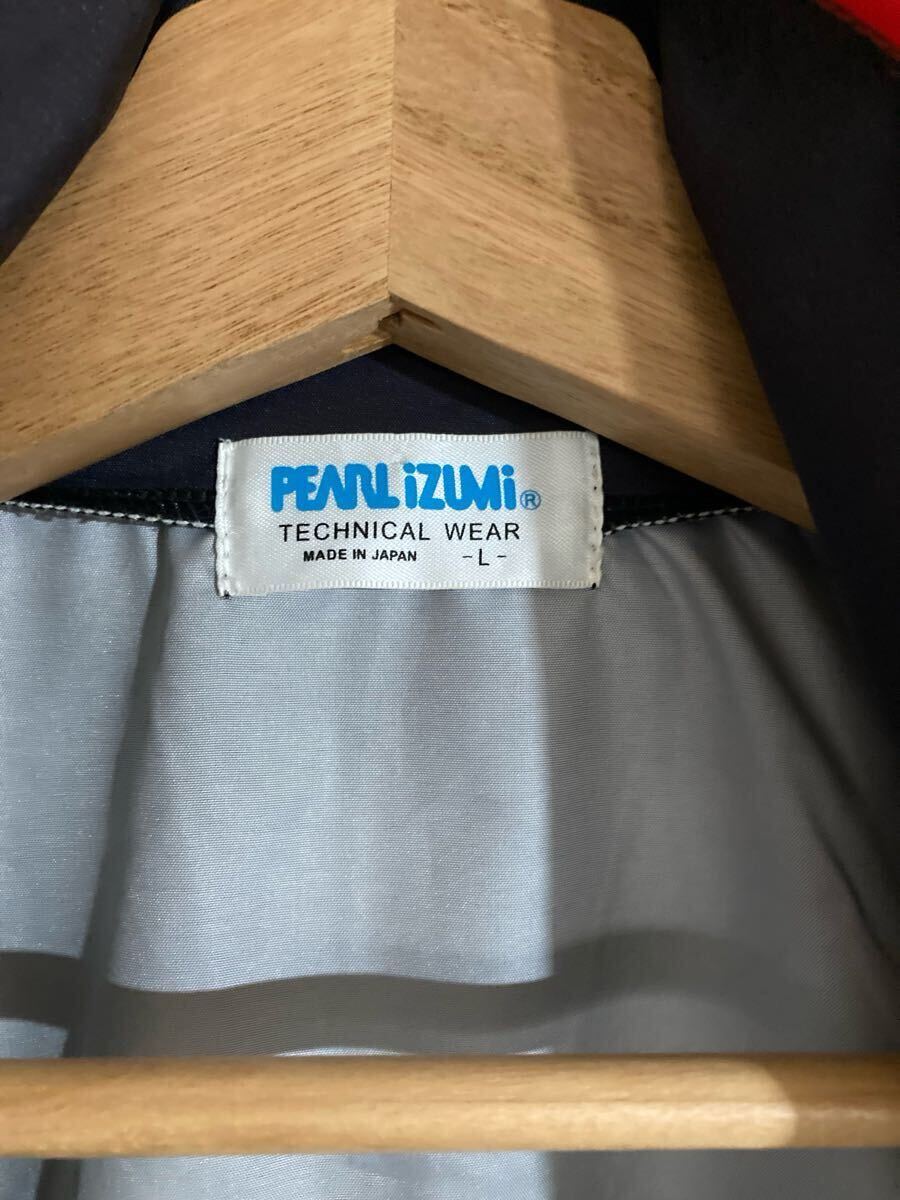 PEARL iZUMi®
TECHNICAL WEAR
MADE IN JAPAN -L-